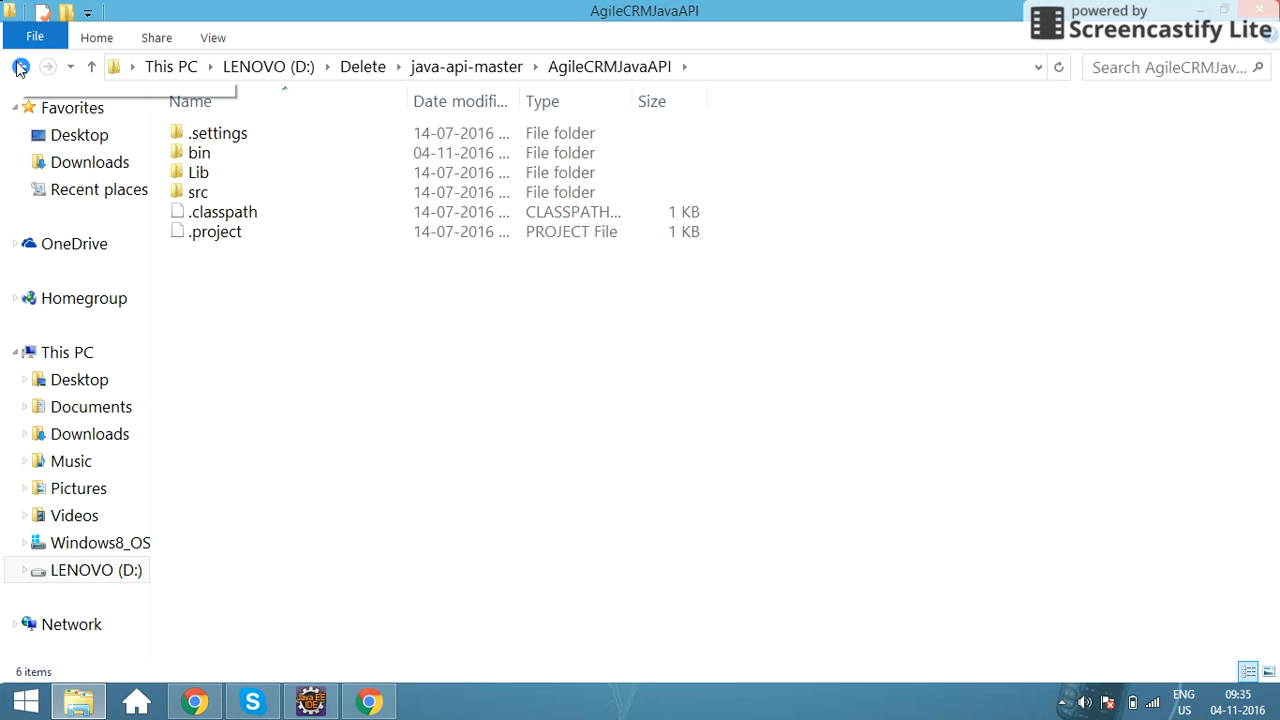 AgileCRMJavaAPI
powered by
Screencastify Lite
File Home Share View
This PC LENOVO (D:) Delete java-api-master AgileCRMJavaAPI
Search AgileCRMJav...
Name Date modifi... Type Size
.settings 14-07-2016 ... File folder
bin 04-11-2016 ... File folder
Lib 14-07-2016 ... File folder
src 14-07-2016 ... File folder
.classpath 14-07-2016 ... CLASSPATH... 1 KB
.project 14-07-2016 ... PROJECT File 1 KB
Favorites
Desktop
Downloads
Recent places
OneDrive
Homegroup
This PC
Desktop
Documents
Downloads
Music
Pictures
Videos
Windows8_OS
LENOVO (D:)
Network
6 items
Java EE
IDE
ENG
US
09:35
04-11-2016